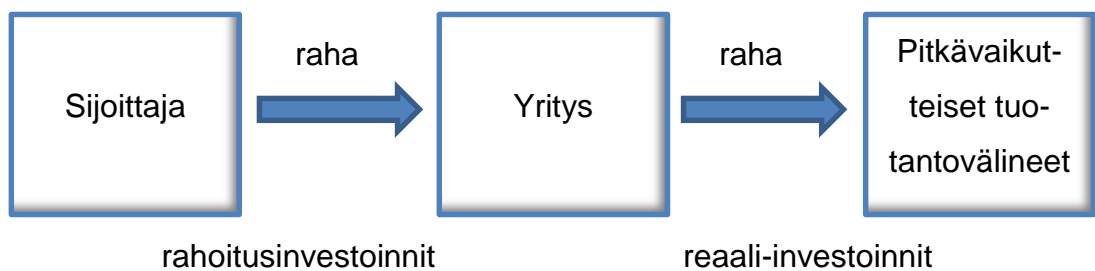 raha
raha
Sijoittaja
Yritys
Pitkävaikut-
teiset tuo-
tantovälineet
rahoitusinvestoinnit
reaali-investoinnit